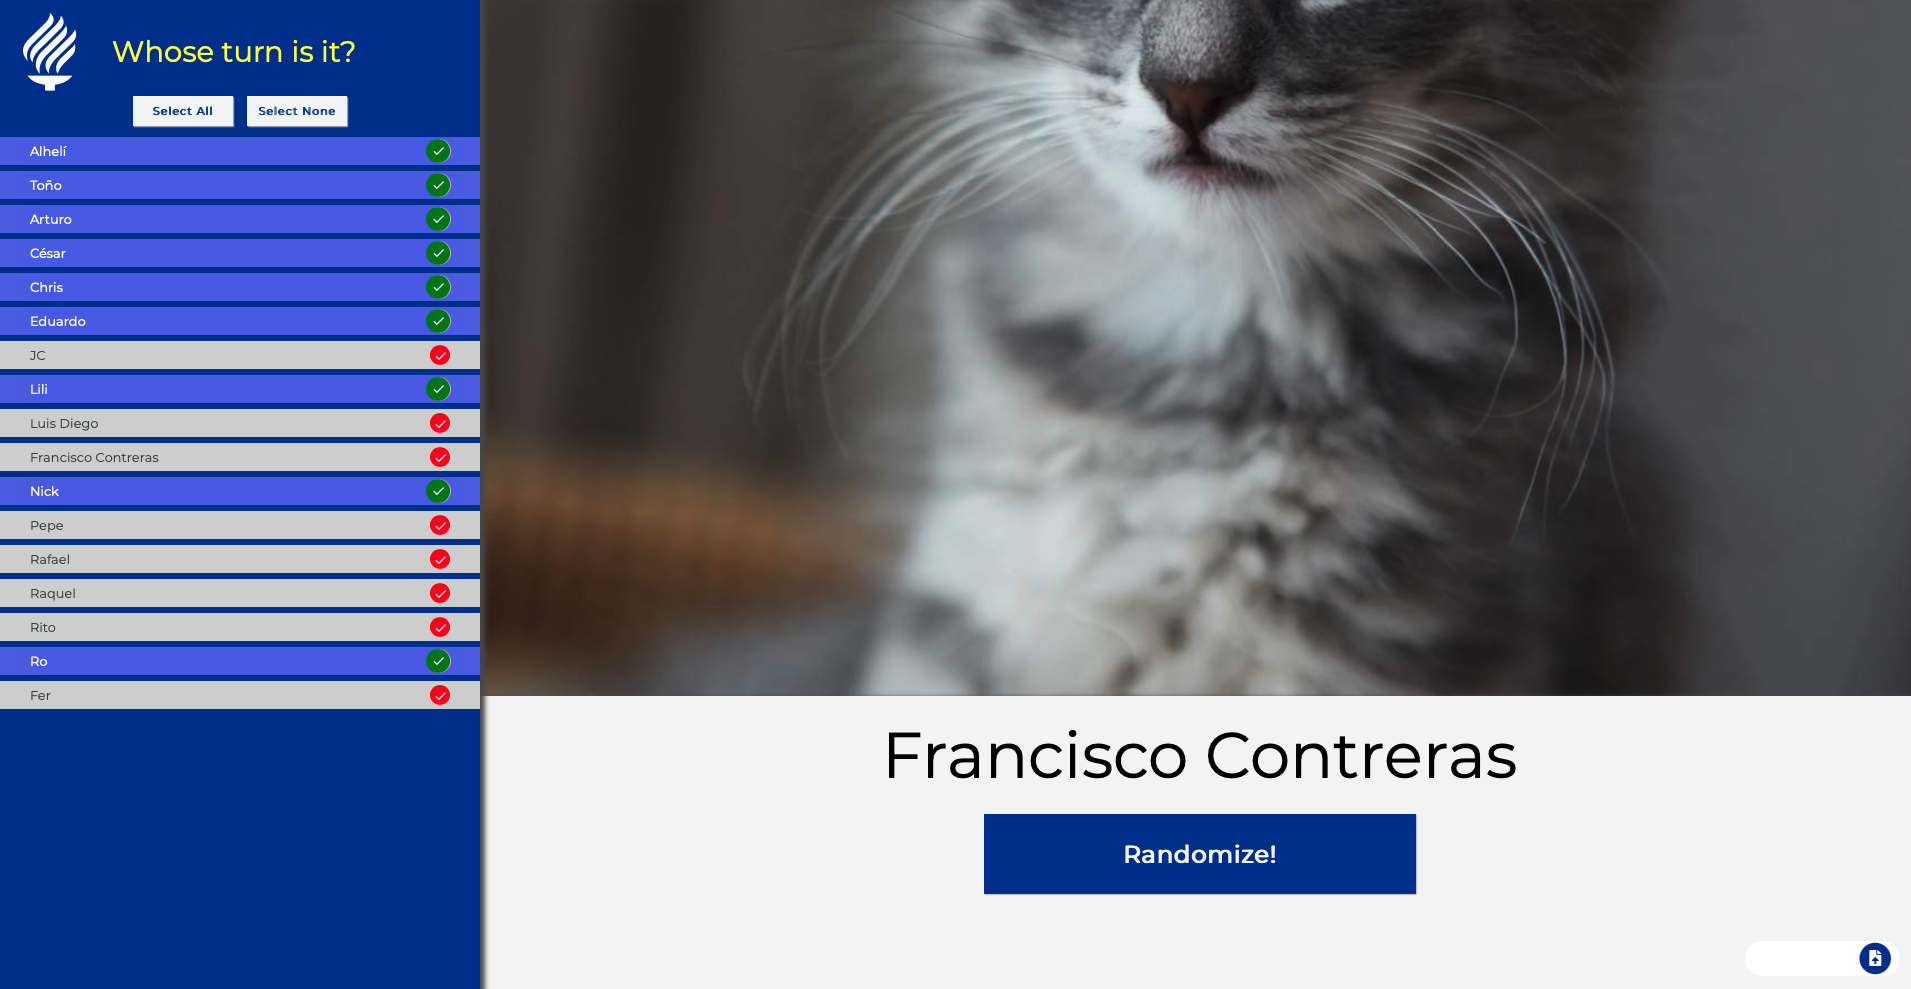 Whose turn is it?
Select All
Select None
Alhelí
Toño
Arturo
César
Chris
Eduardo
JC
Lili
Luis Diego
Francisco Contreras
Nick
Pepe
Rafael
Raquel
Rito
Ro
Fer
Francisco Contreras
Randomize!